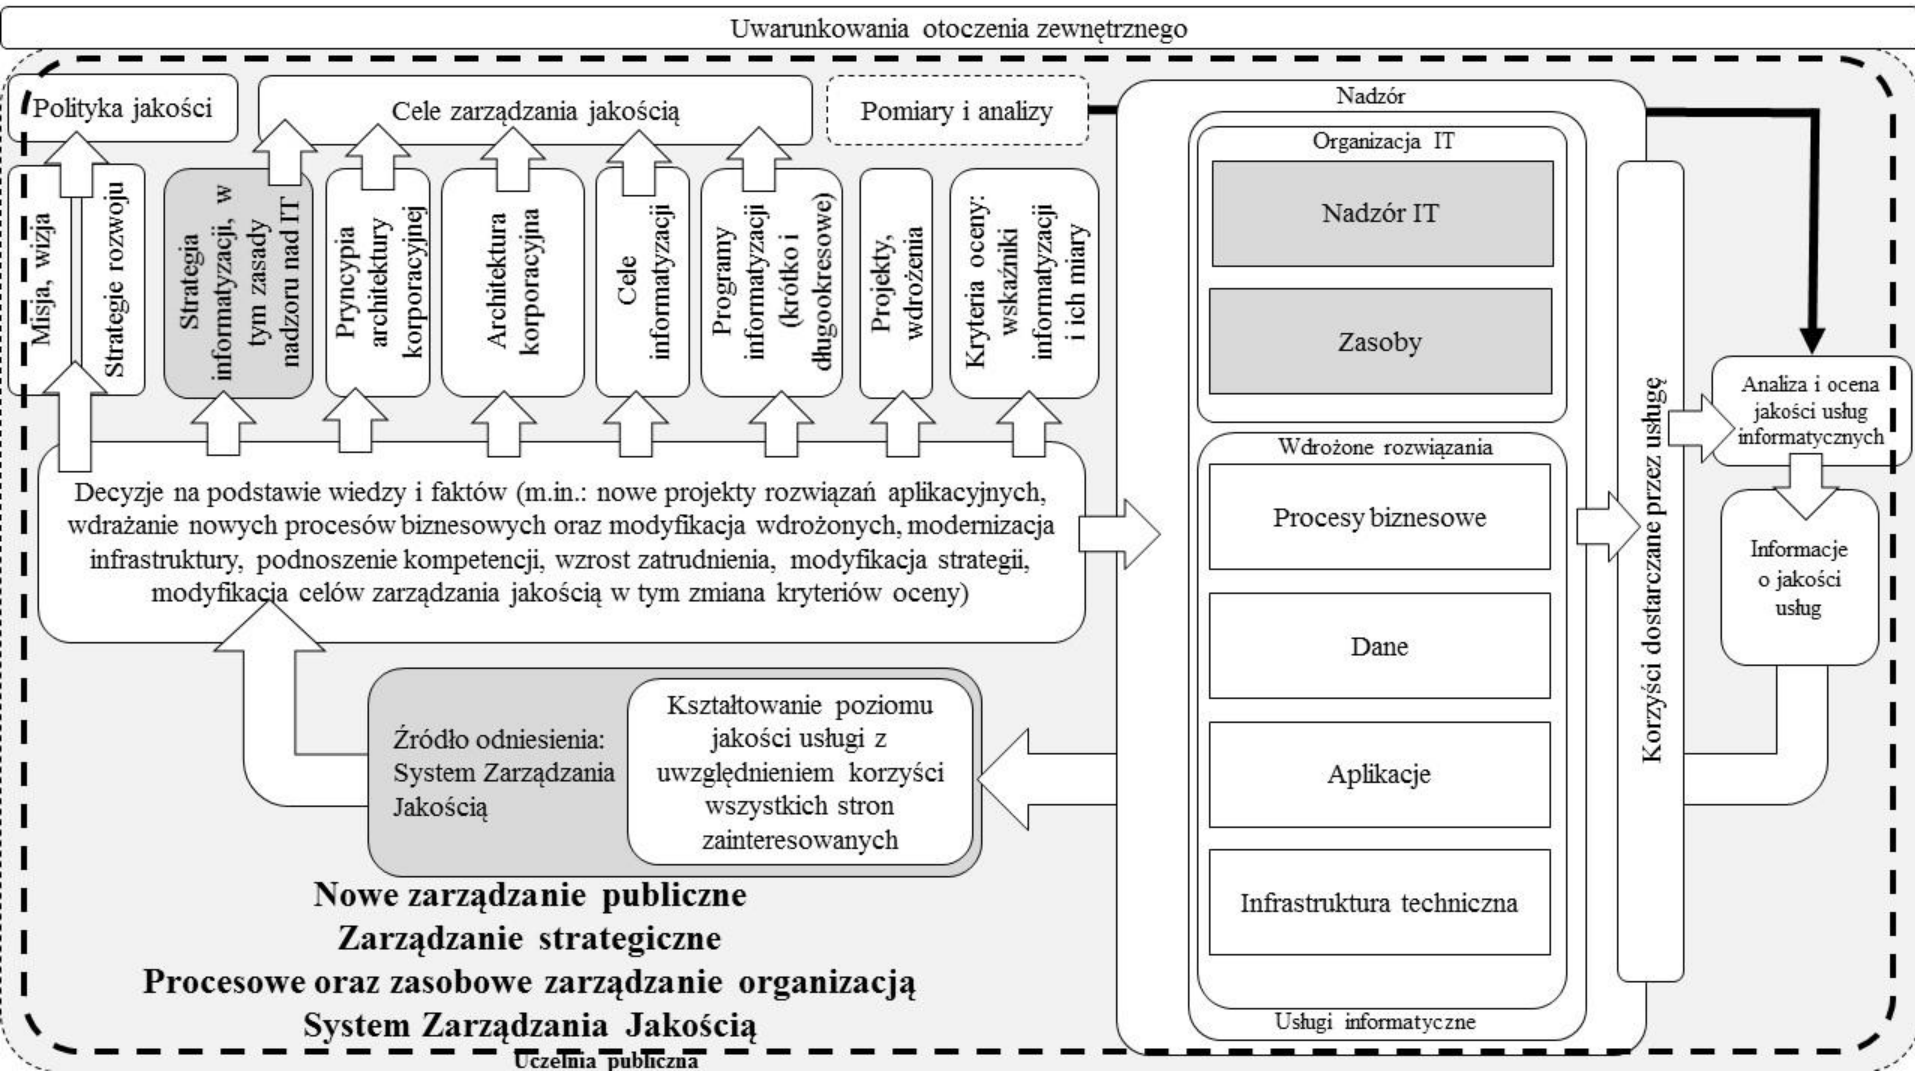 Uwarunkowania otoczenia zewnętrznego
Polityka jakości
Cele zarządzania jakością
Pomiary i analizy
Misja, wizja
Strategie rozwoju
Strategia
informatyzacji, w
tym zasady
nadzoru nad IT
Pryncypia
architektury
korporacyjnej
Architektura
korporacyjna
Cele
informatyzacji
Programy
informatyzacji
(krótko i
długookresowe)
Projekty,
wdrożenia
Kryteria oceny:
wskaźniki
informatyzacji
i ich miary
Decyzje na podstawie wiedzy i faktów (m.in.: nowe projekty rozwiązań aplikacyjnych,
wdrażanie nowych procesów biznesowych oraz modyfikacja wdrożonych, modernizacja
infrastruktury, podnoszenie kompetencji, wzrost zatrudnienia, modyfikacja strategii,
modyfikacja celów zarządzania jakością w tym zmiana kryteriów oceny)
Źródło odniesienia:
System Zarządzania
Jakością
Kształtowanie poziomu
jakości usługi z
uwzględnieniem korzyści
wszystkich stron
zainteresowanych
Nowe zarządzanie publiczne
Zarządzanie strategiczne
Procesowe oraz zasobowe zarządzanie organizacją
System Zarządzania Jakością
Uczelnia publiczna
Nadzór
Organizacja IT
Nadzór IT
Zasoby
Wdrożone rozwiązania
Procesy biznesowe
Dane
Aplikacje
Infrastruktura techniczna
Usługi informatyczne
Korzyści dostarczane przez usługę
Analiza i ocena
jakości usług
informatycznych
Informacje
o jakości
usług